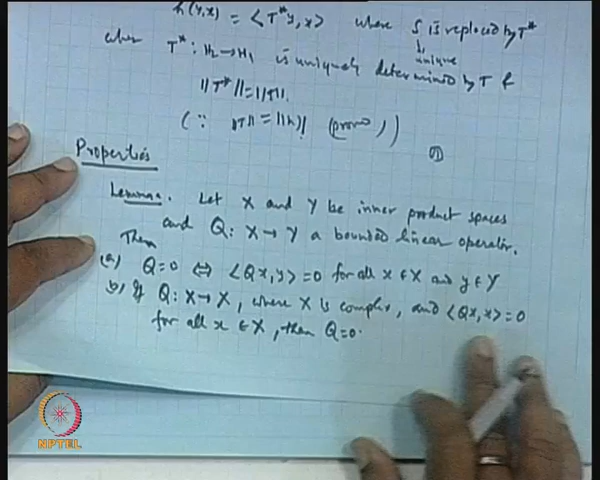 h(y,x) = <T*y, x> where S is replaced by T*
unique
where T* : H₂→H₁ is uniquely determined by T &
||T*|| = ||T||.
(∵ ||T|| = ||h|| (proved))
Properties
Lemma. Let X and Y be inner product spaces
and Q: X→Y a bounded linear operator.
Then
(a) Q=0 ⇔ <Qx,y> = 0 for all x∈X and y∈Y
(b) If Q: X→X, where X is complex, and <Qx,x> = 0
for all x∈X, then Q=0.
NPTEL